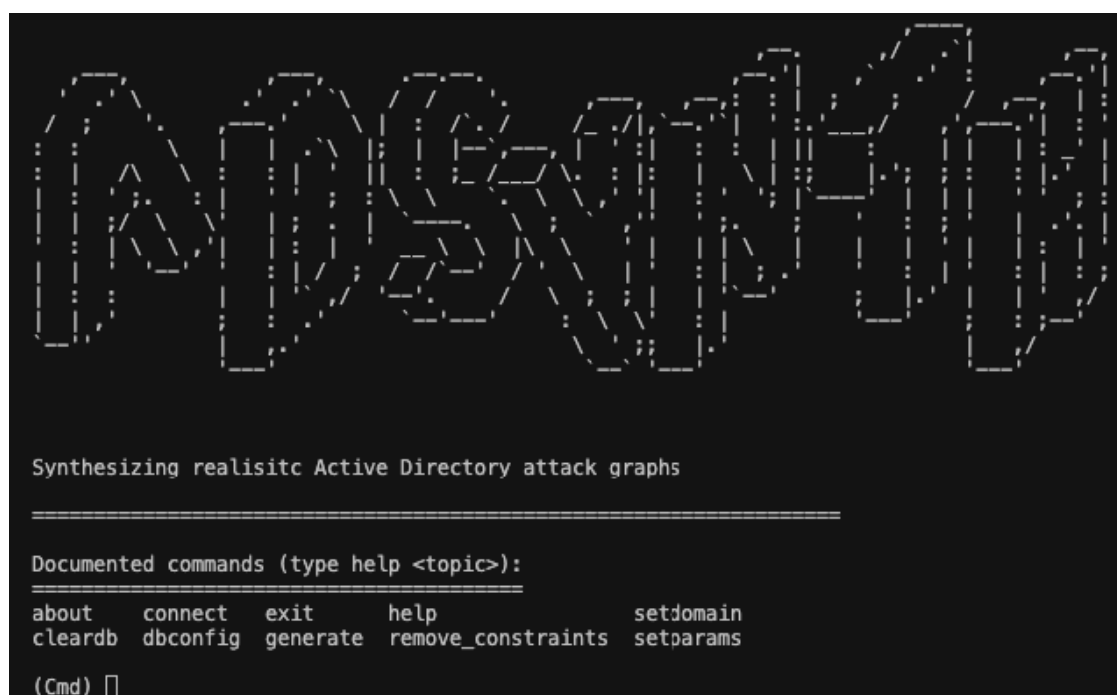 ADSYNTH
Synthesizing realisitc Active Directory attack graphs
=================================================================
Documented commands (type help <topic>):
========================================
about connect exit help setdomain
cleardb dbconfig generate remove_constraints setparams
(Cmd)